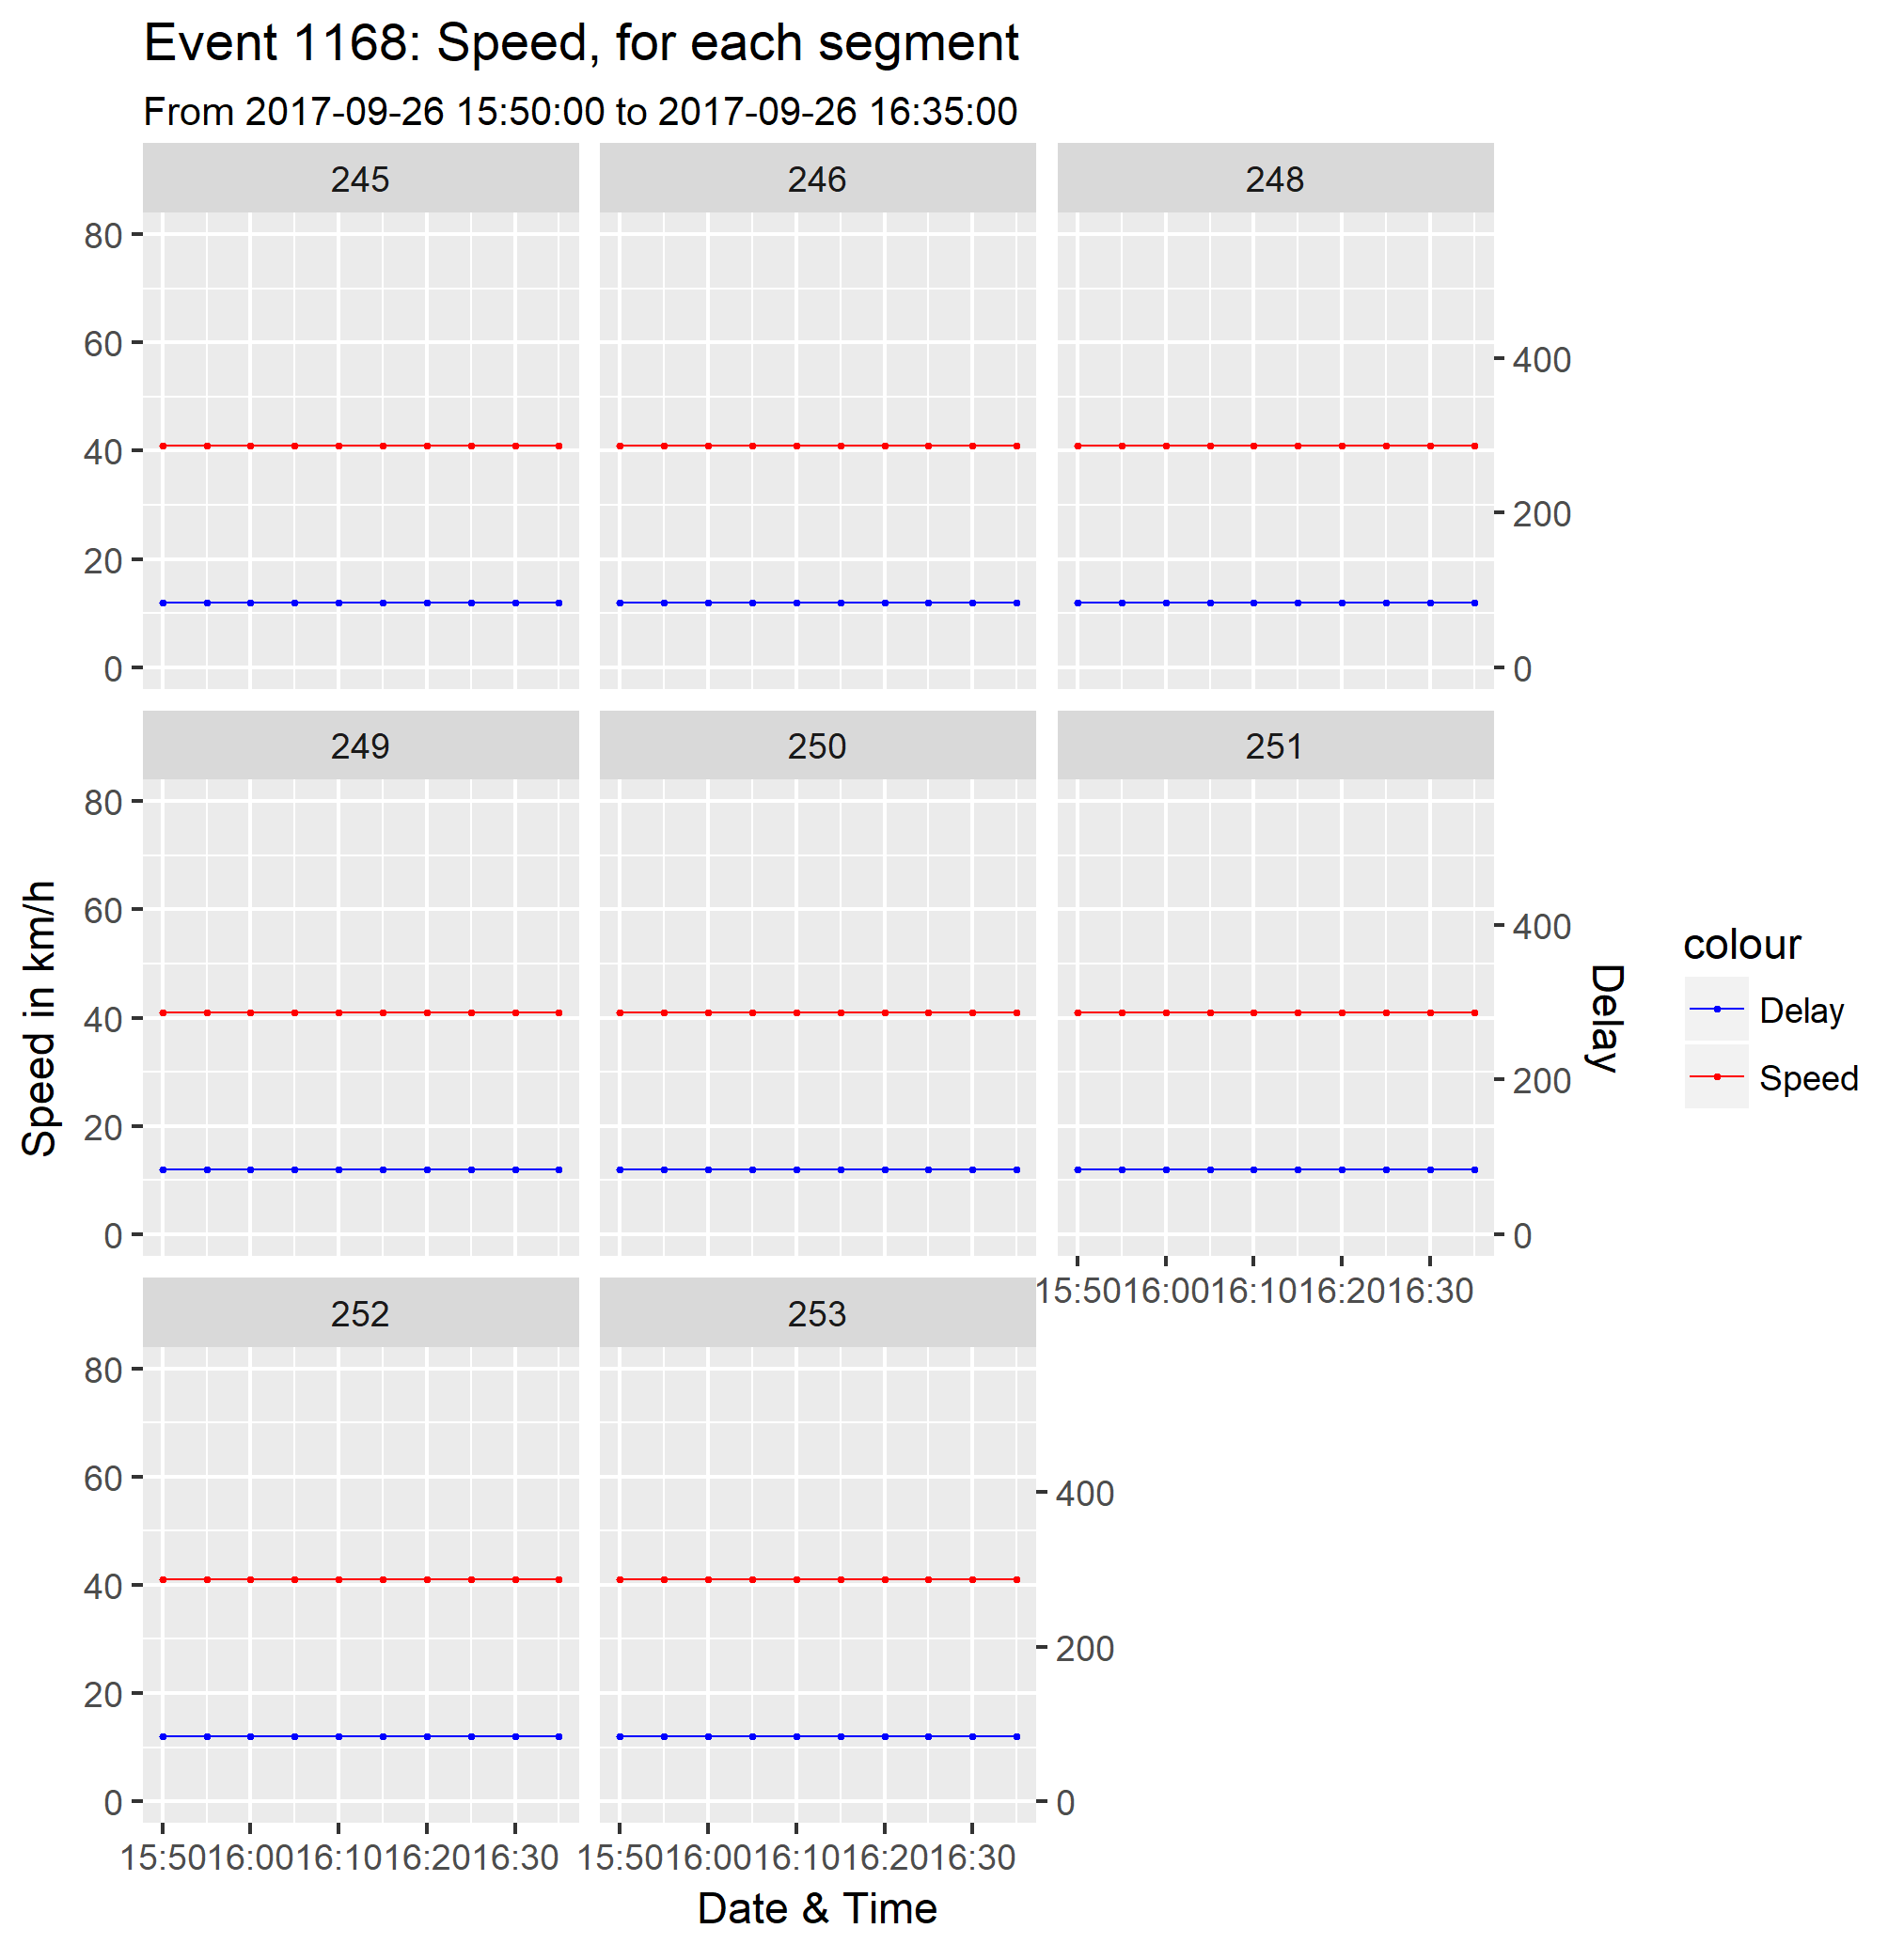 Event 1168: Speed, for each segment
From 2017-09-26 15:50:00 to 2017-09-26 16:35:00
245 246 248
80
60
40
20
0
400
200
0
249 250 251
80
60
40
20
0
400
200
0
15:50 16:00 16:10 16:20 16:30
252 253
80
60
40
20
0
400
200
0
15:50 16:00 16:10 16:20 16:30 15:50 16:00 16:10 16:20 16:30
Date & Time
Speed in km/h
Delay
colour
Delay
Speed